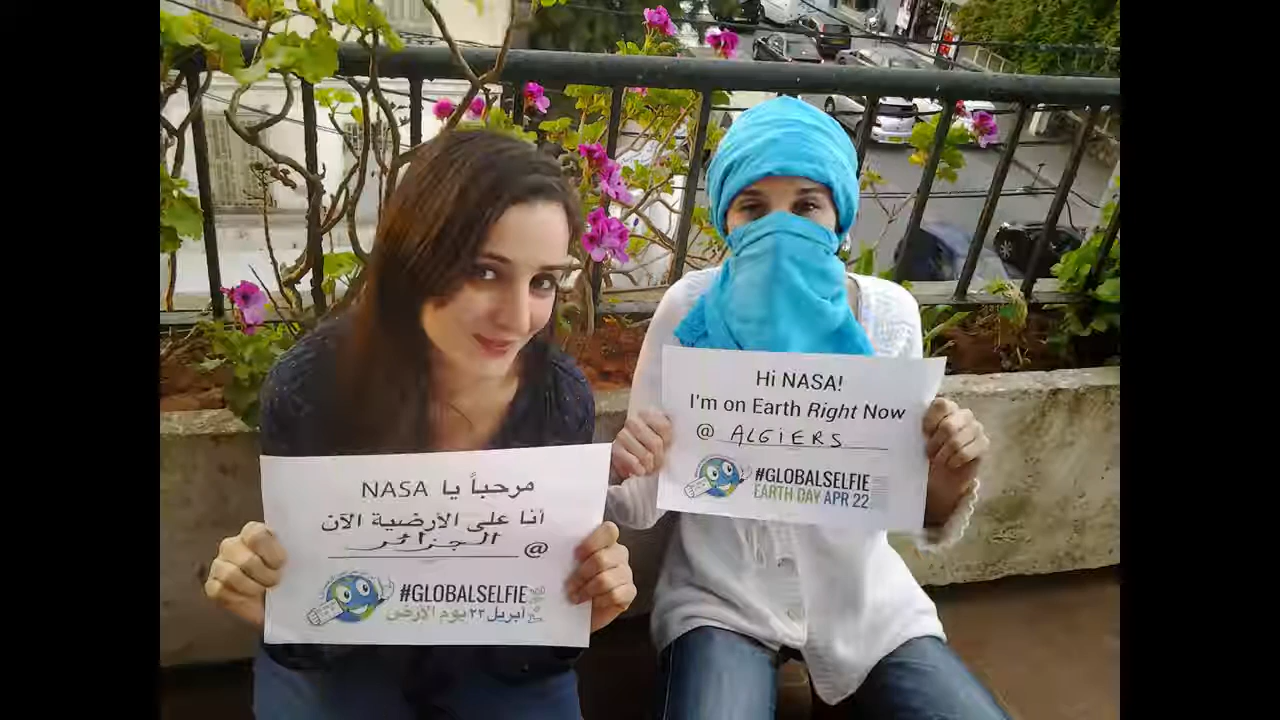 مرحباً يا NASA
أنا على الأرضية الآن
@ الجزائر
#GLOBALSELFIE
أبريل ٢٢ يوم الأرض
Hi NASA!
I'm on Earth Right Now
@ ALGIERS
#GLOBALSELFIE
EARTH DAY APR 22